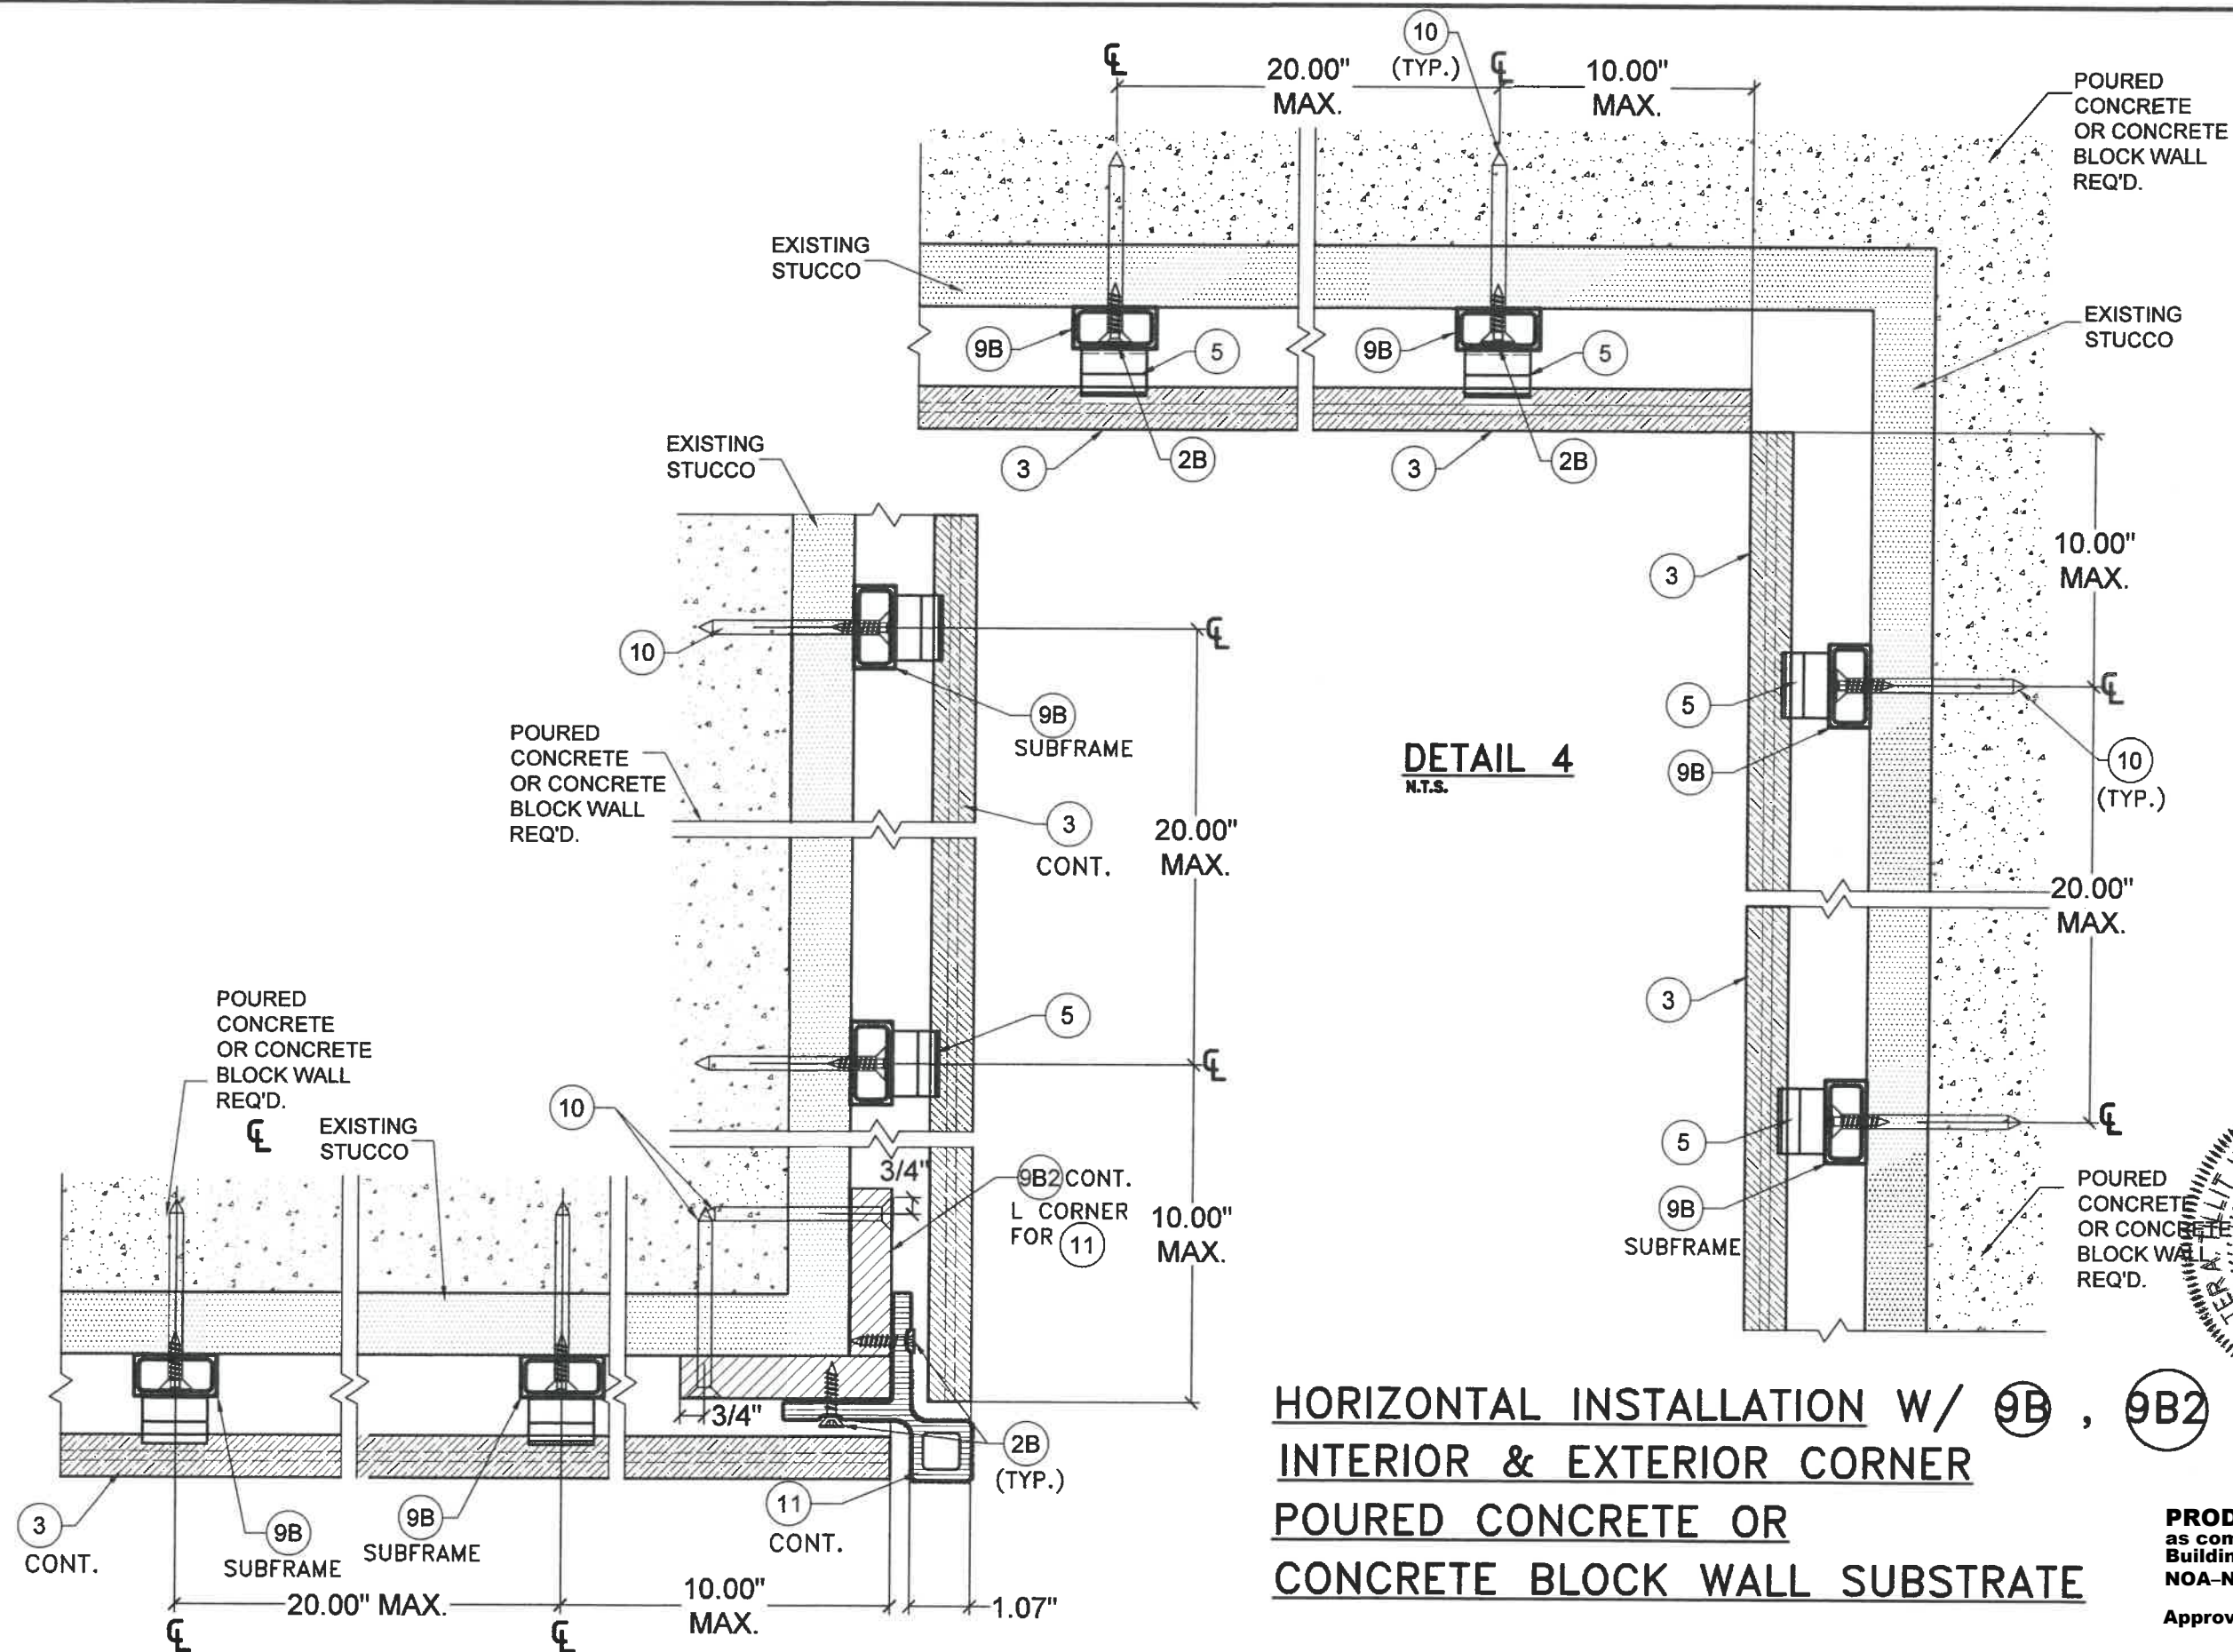 10
(TYP.)
℄
20.00"
MAX.
℄
10.00"
MAX.
POURED
CONCRETE
OR CONCRETE
BLOCK WALL
REQ'D.
EXISTING
STUCCO
EXISTING
STUCCO
9B
5
9B
5
3
2B
3
2B
EXISTING
STUCCO
10.00"
MAX.
3
10
℄
5
℄
9B
SUBFRAME
POURED
CONCRETE
OR CONCRETE
BLOCK WALL
REQ'D.
DETAIL 4
N.T.S.
9B
10
(TYP.)
3
CONT.
20.00"
MAX.
20.00"
MAX.
3
POURED
CONCRETE
OR CONCRETE
BLOCK WALL
REQ'D.
5
℄
10
℄
EXISTING
STUCCO
℄
5
3/4"
9B2 CONT.
L CORNER
FOR 11
10.00"
MAX.
9B
SUBFRAME
POURED
CONCRETE
OR CONCRETE
BLOCK WALL
REQ'D.
3/4"
2B
(TYP.)
11
CONT.
3
CONT.
9B
SUBFRAME
9B
SUBFRAME
20.00" MAX.
10.00"
MAX.
1.07"
℄
℄
HORIZONTAL INSTALLATION W/ 9B , 9B2
INTERIOR & EXTERIOR CORNER
POURED CONCRETE OR
CONCRETE BLOCK WALL SUBSTRATE